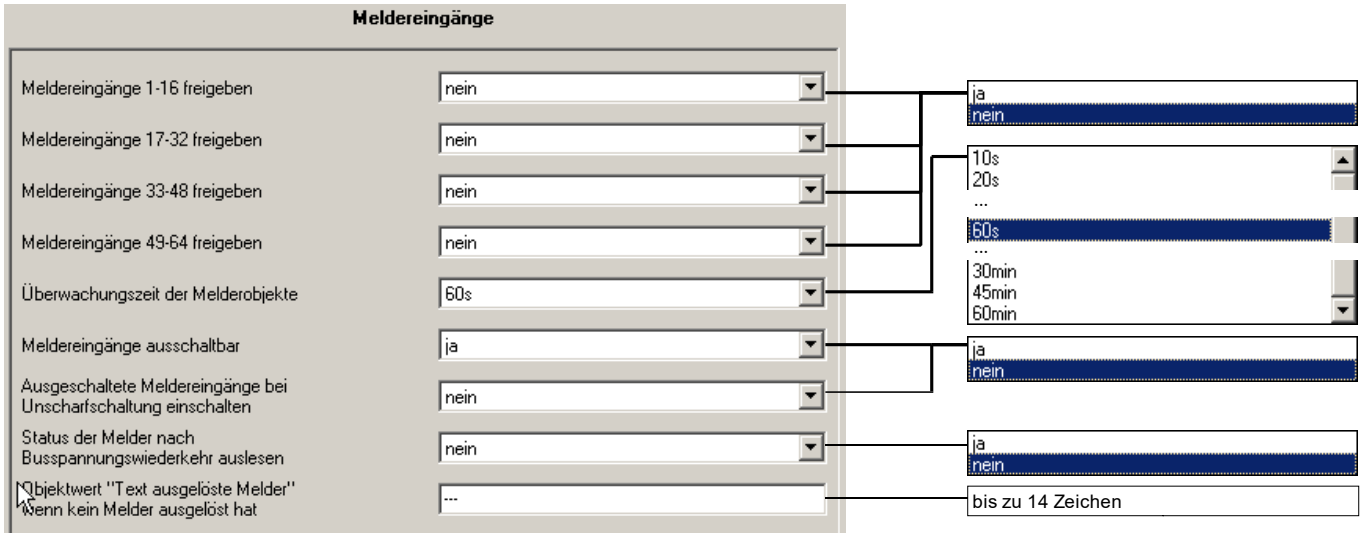 Meldereingänge
Meldereingänge 1-16 freigeben
nein
ja
nein
Meldereingänge 17-32 freigeben
nein
10s
20s
...
60s
...
30min
45min
60min
Meldereingänge 33-48 freigeben
nein
Meldereingänge 49-64 freigeben
nein
Überwachungszeit der Melderobjekte
60s
Meldereingänge ausschaltbar
ja
ja
nein
Ausgeschaltete Meldereingänge bei
Unscharfschaltung einschalten
nein
Status der Melder nach
Busspannungswiederkehr auslesen
nein
ja
nein
Objektwert "Text ausgelöste Melder"
wenn kein Melder ausgelöst hat
---
bis zu 14 Zeichen